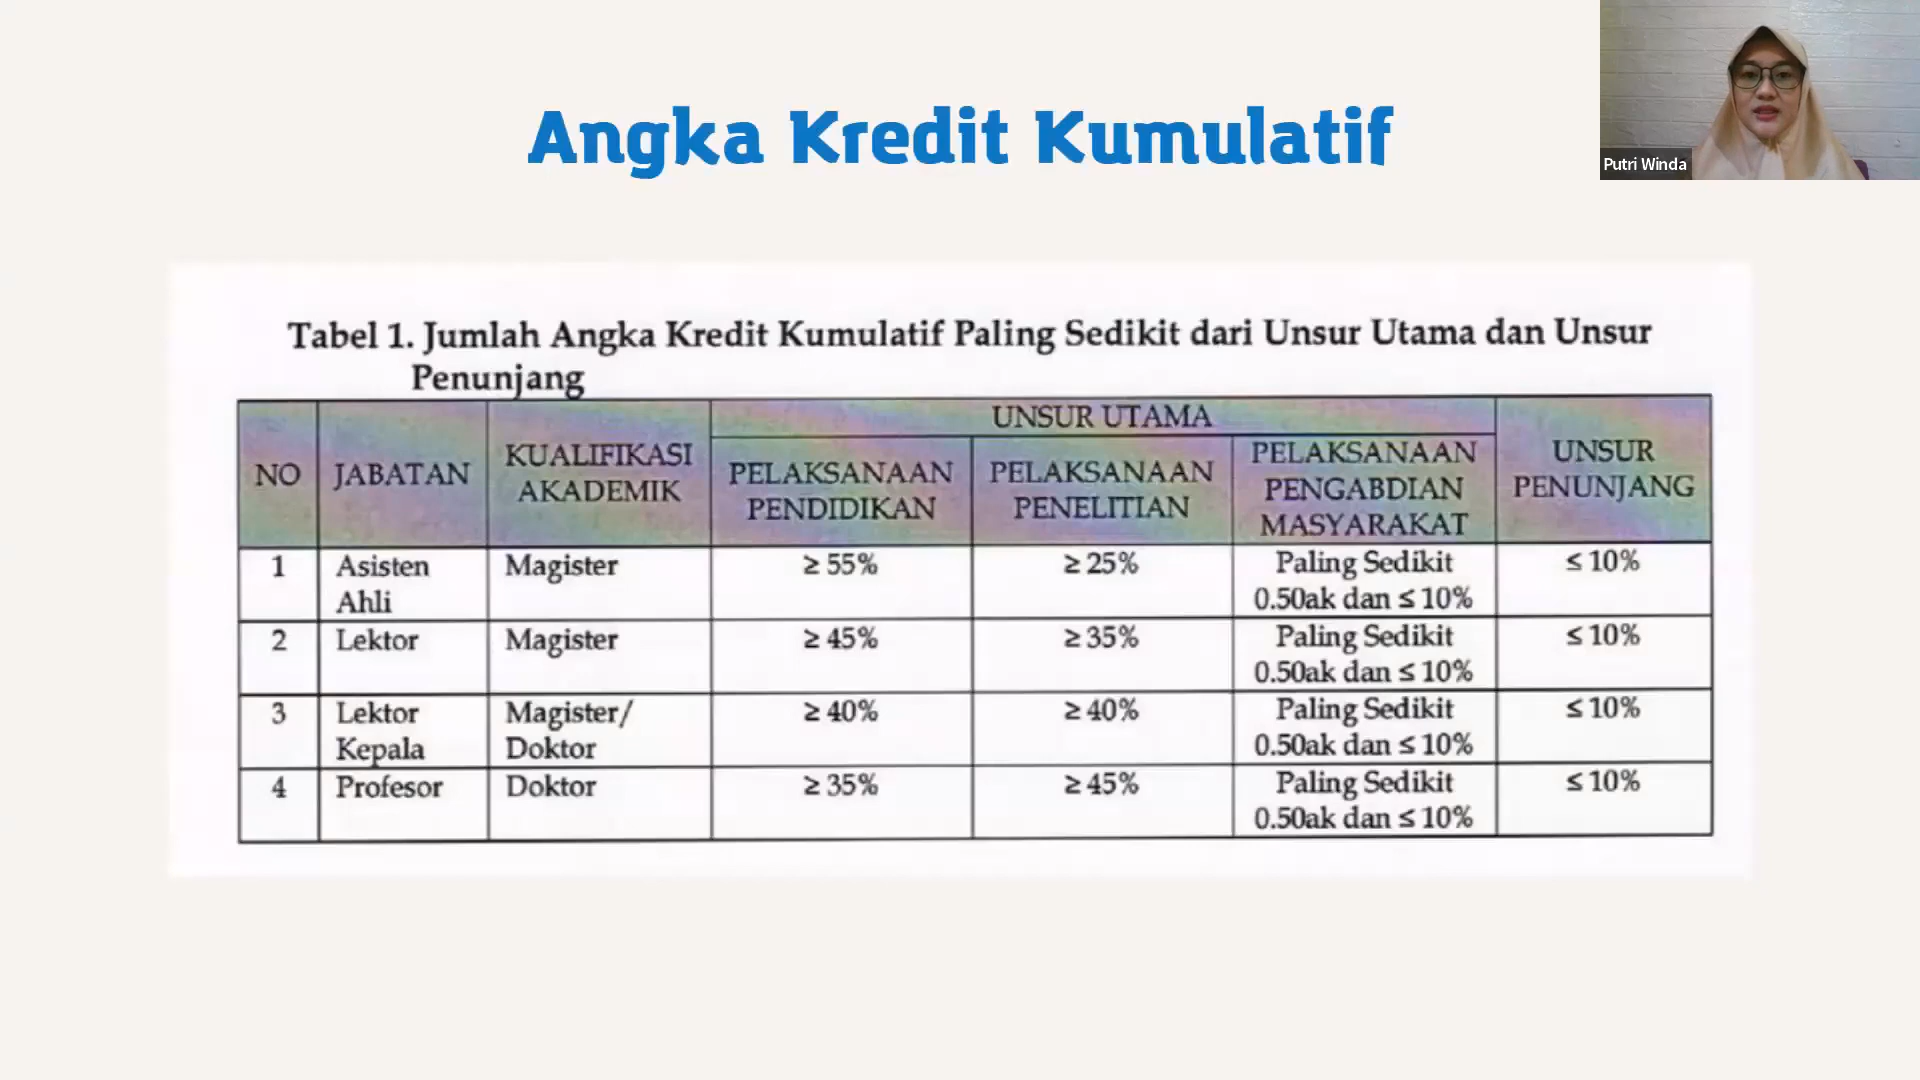 Angka Kredit Kumulatif
Putri Winda
Tabel 1. Jumlah Angka Kredit Kumulatif Paling Sedikit dari Unsur Utama dan Unsur
Penunjang
NO
JABATAN
KUALIFIKASI
AKADEMIK
UNSUR UTAMA
PELAKSANAAN
PENDIDIKAN
PELAKSANAAN
PENELITIAN
PELAKSANAAN
PENGABDIAN
MASYARAKAT
UNSUR
PENUNJANG
1
Asisten
Ahli
Magister
≥ 55%
≥ 25%
Paling Sedikit
0.50ak dan ≤ 10%
≤ 10%
2
Lektor
Magister
≥ 45%
≥ 35%
Paling Sedikit
0.50ak dan ≤ 10%
≤ 10%
3
Lektor
Kepala
Magister/
Doktor
≥ 40%
≥ 40%
Paling Sedikit
0.50ak dan ≤ 10%
≤ 10%
4
Profesor
Doktor
≥ 35%
≥ 45%
Paling Sedikit
0.50ak dan ≤ 10%
≤ 10%